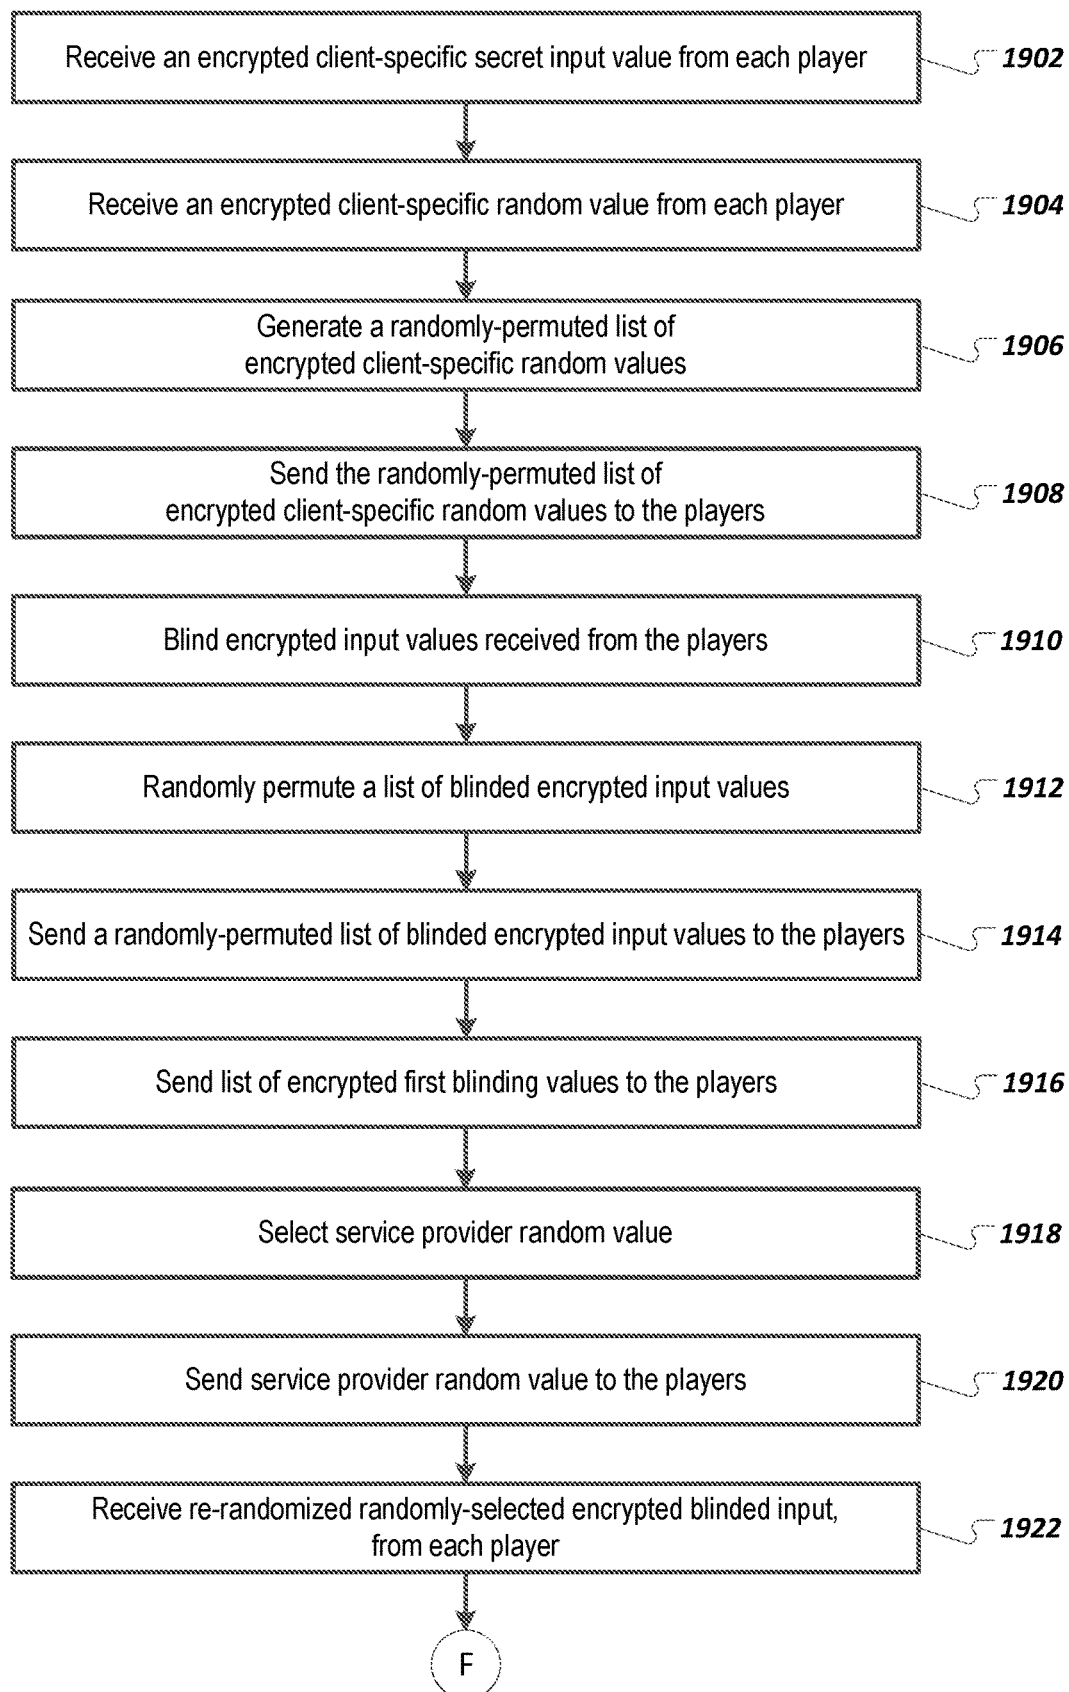 Receive an encrypted client-specific secret input value from each player
1902
Receive an encrypted client-specific random value from each player
1904
Generate a randomly-permuted list of
encrypted client-specific random values
1906
Send the randomly-permuted list of
encrypted client-specific random values to the players
1908
Blind encrypted input values received from the players
1910
Randomly permute a list of blinded encrypted input values
1912
Send a randomly-permuted list of blinded encrypted input values to the players
1914
Send list of encrypted first blinding values to the players
1916
Select service provider random value
1918
Send service provider random value to the players
1920
Receive re-randomized randomly-selected encrypted blinded input,
from each player
1922
F